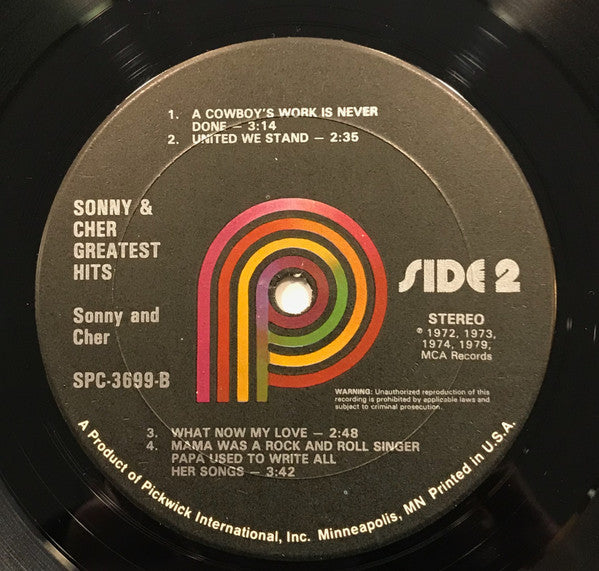 1. A COWBOY'S WORK IS NEVER
DONE – 3:14
2. UNITED WE STAND – 2:35
SONNY &
CHER
GREATEST
HITS
Sonny and
Cher
SPC-3699-B
SIDE 2
STEREO
℗ 1972, 1973,
1974, 1979,
MCA Records
WARNING: Unauthorized reproduction of this
recording is prohibited by applicable laws and
subject to criminal prosecution.
3. WHAT NOW MY LOVE – 2:48
4. MAMA WAS A ROCK AND ROLL SINGER
PAPA USED TO WRITE ALL
HER SONGS – 3:42
A Product of Pickwick International, Inc. Minneapolis, MN Printed in U.S.A.